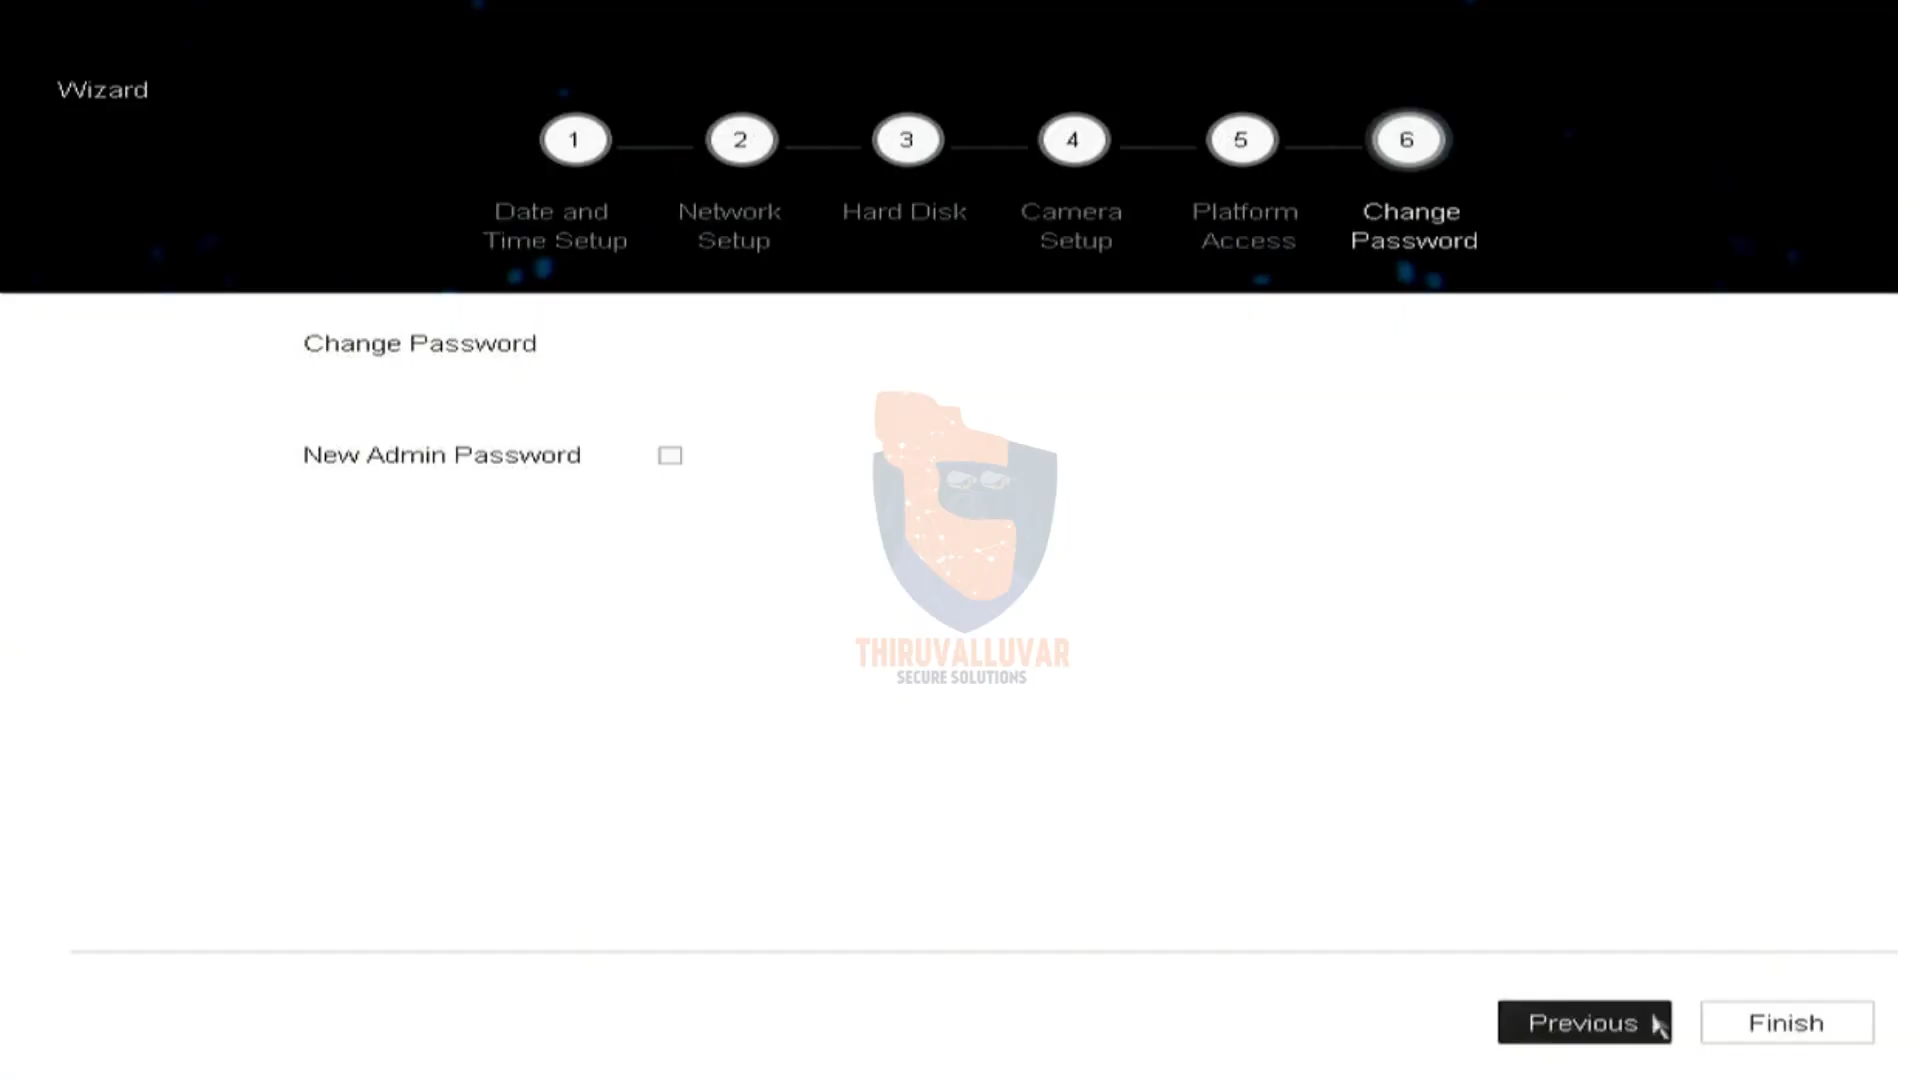 Wizard
1 2 3 4 5 6
Date and Network Hard Disk Camera Platform Change
Time Setup Setup Setup Access Password
Change Password
New Admin Password
THIRUVALLUVAR
SECURE SOLUTIONS
Previous Finish